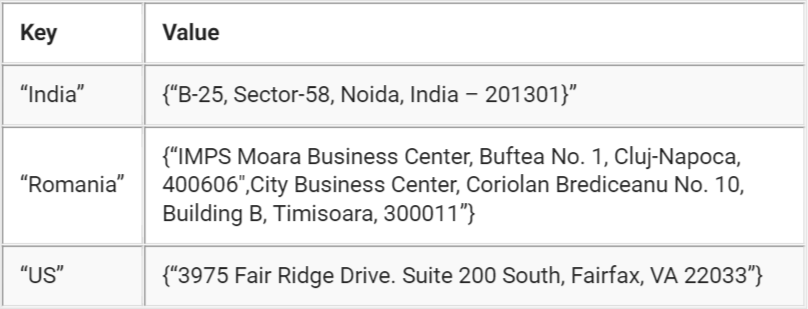 Key Value
“India” {“B-25, Sector-58, Noida, India – 201301}”
{“IMPS Moara Business Center, Buftea No. 1, Cluj-Napoca,
“Romania” 400606",City Business Center, Coriolan Brediceanu No. 10,
Building B, Timisoara, 300011”}
“US” {“3975 Fair Ridge Drive. Suite 200 South, Fairfax, VA 22033”}